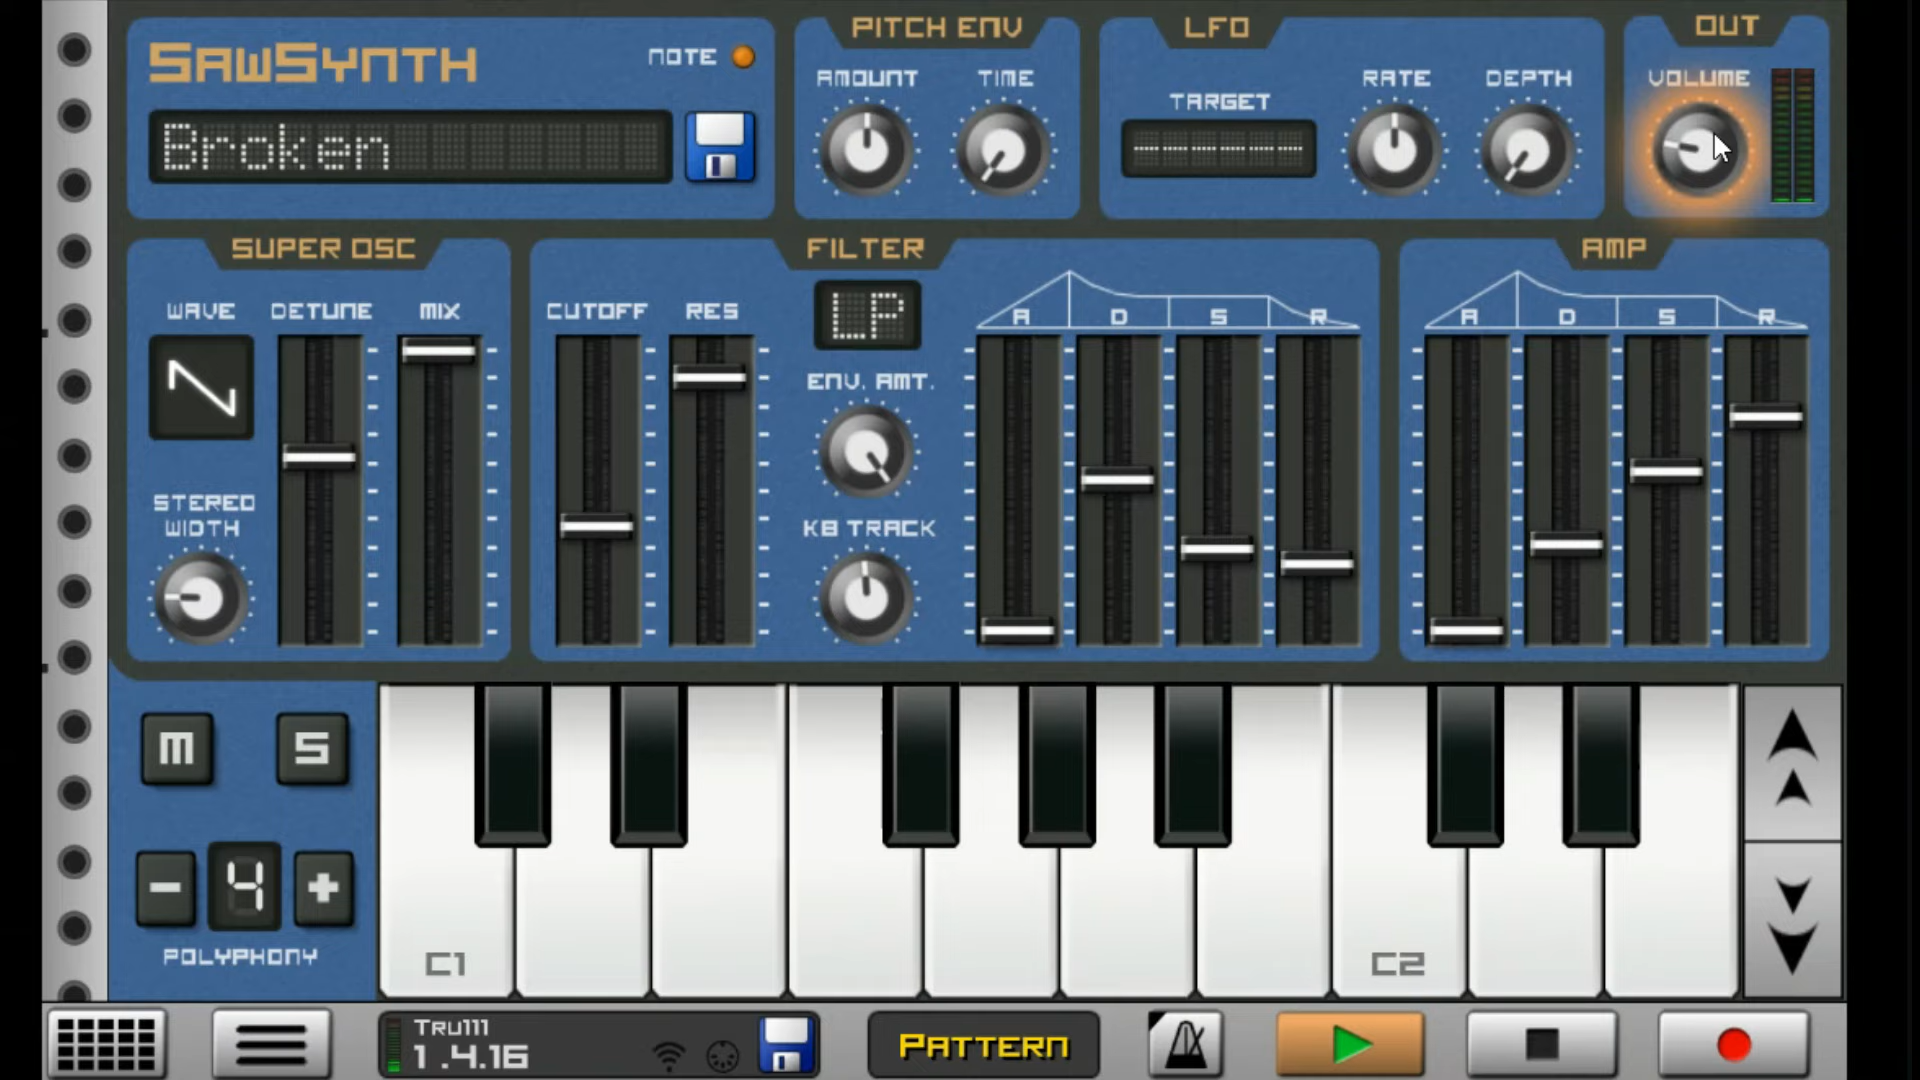 SawSynth
NOTE
Broken
PITCH ENV
AMOUNT
TIME
LFO
TARGET
------
RATE
DEPTH
OUT
VOLUME
SUPER OSC
WAVE
DETUNE
MIX
STEREO
WIDTH
FILTER
CUTOFF
RES
LP
ENV. AMT.
KB TRACK
A
D
S
R
AMP
A
D
S
R
M
S
-
4
+
POLYPHONY
C1
C2
Tru111
1.4.16
Pattern